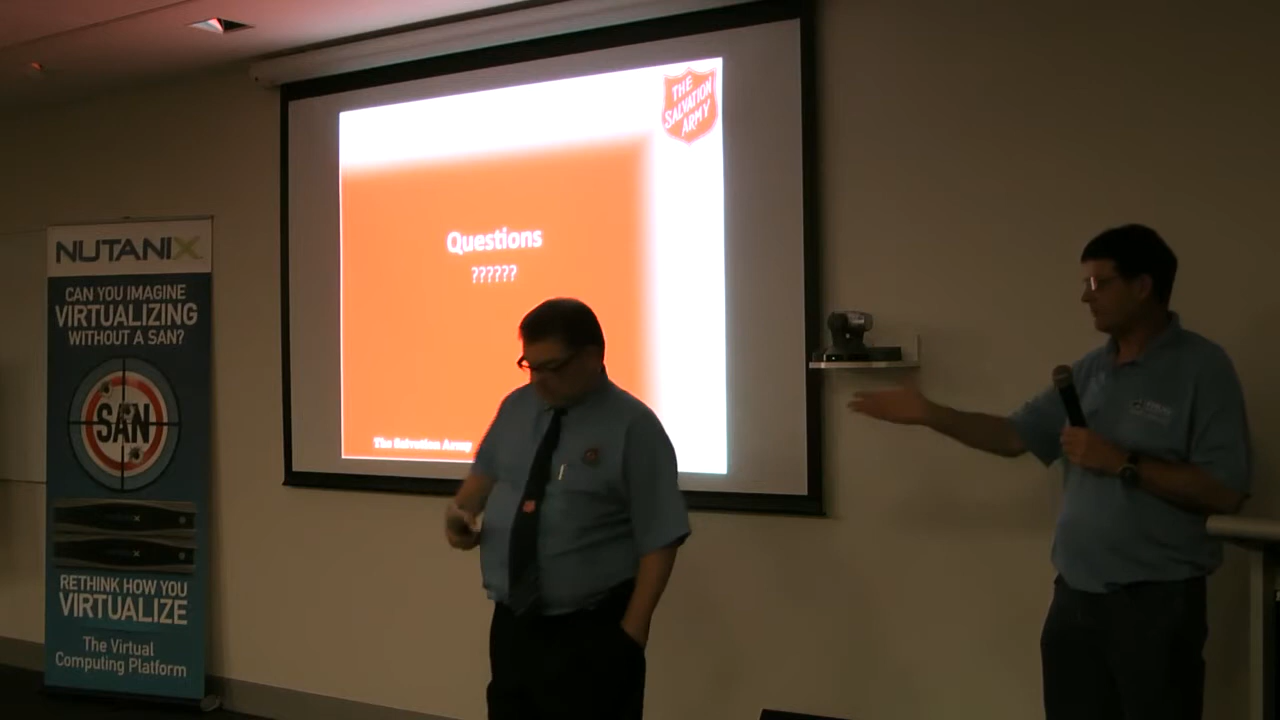 NUTANIX
CAN YOU IMAGINE
VIRTUALIZING
WITHOUT A SAN?
SAN
RETHINK HOW YOU
VIRTUALIZE
The Virtual
Computing Platform
THE
SALVATION
ARMY
Questions
??????
The Salvation Army